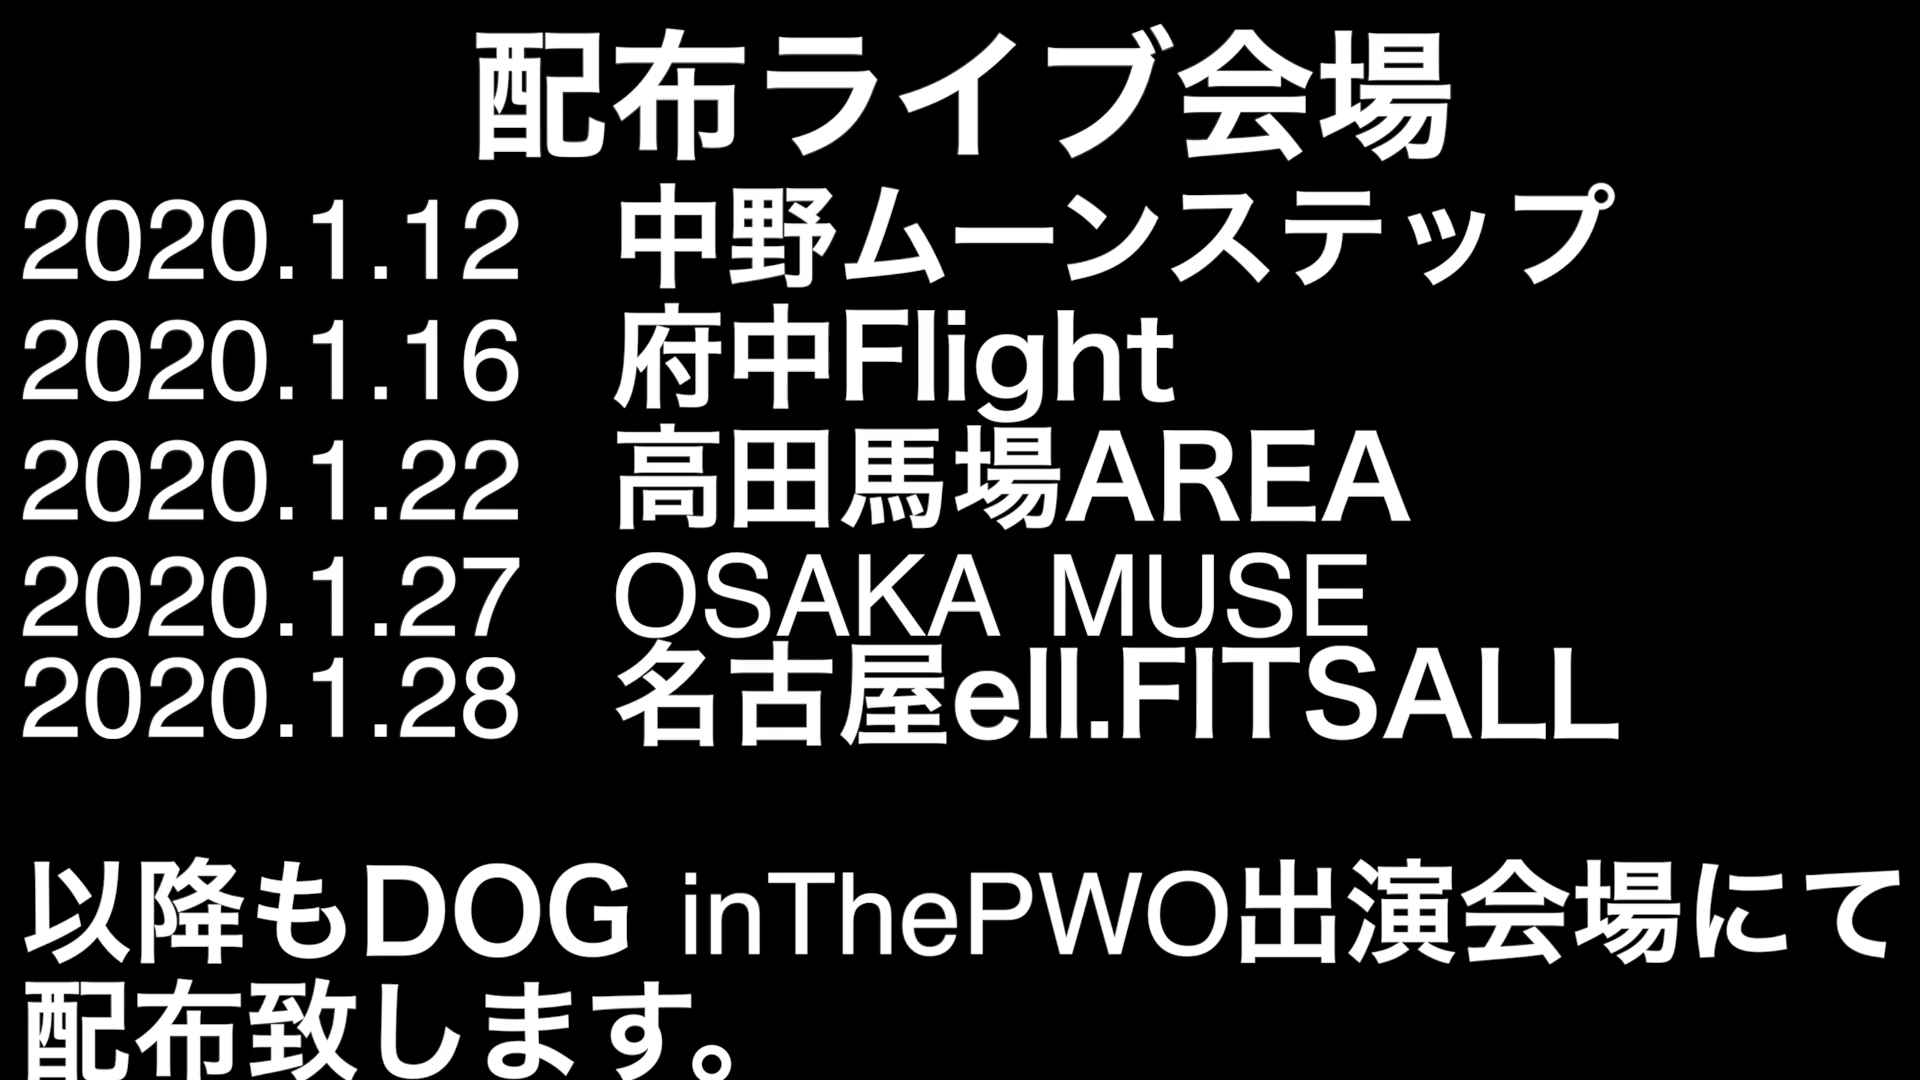 配布ライブ会場
2020.1.12 中野ムーンステップ
2020.1.16 府中Flight
2020.1.22 高田馬場AREA
2020.1.27 OSAKA MUSE
2020.1.28 名古屋ell.FITSALL
以降もDOG inThePWO出演会場にて
配布致します。